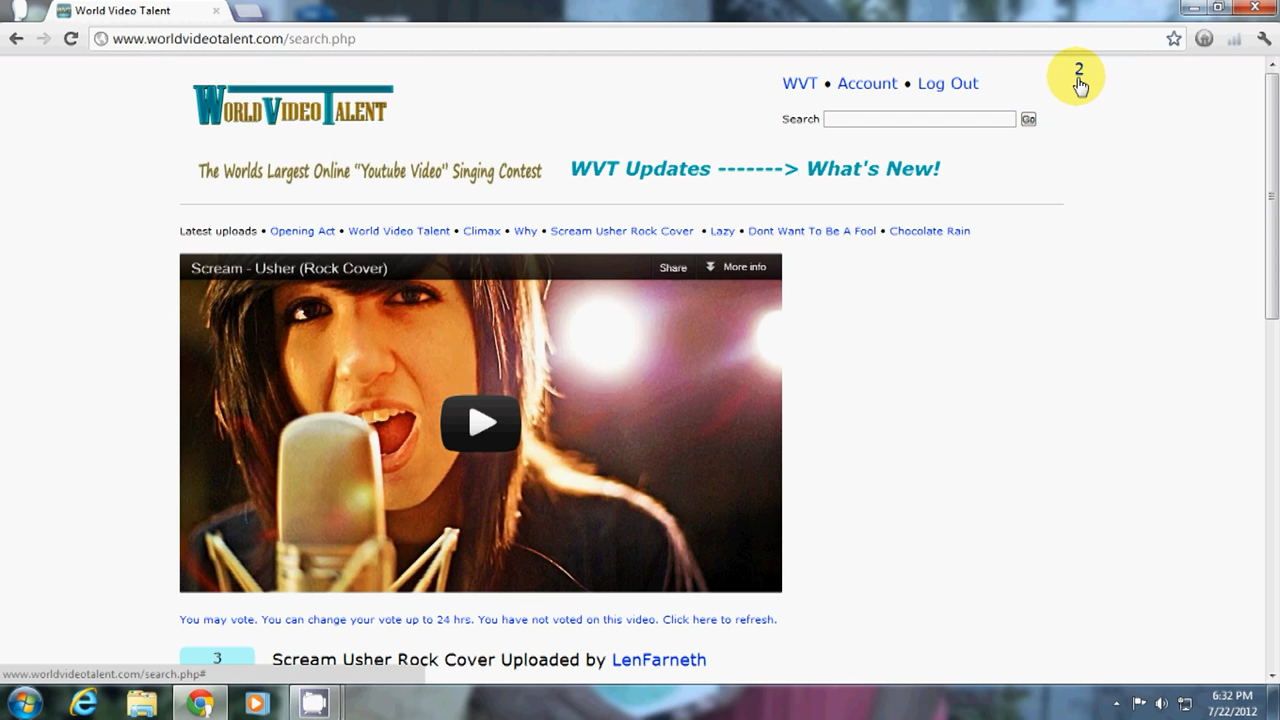 World Video Talent
www.worldvideotalent.com/search.php
2
WVT • Account • Log Out
WORLDVIDEOTALENT
Search
Go
The Worlds Largest Online “Youtube Video” Singing Contest
WVT Updates -------> What's New!
Latest uploads • Opening Act • World Video Talent • Climax • Why • Scream Usher Rock Cover • Lazy • Dont Want To Be A Fool • Chocolate Rain
Scream - Usher (Rock Cover)
Share
More info
You may vote. You can change your vote up to 24 hrs. You have not voted on this video. Click here to refresh.
3
Scream Usher Rock Cover Uploaded by LenFarneth
www.worldvideotalent.com/search.php#
6:32 PM
7/22/2012